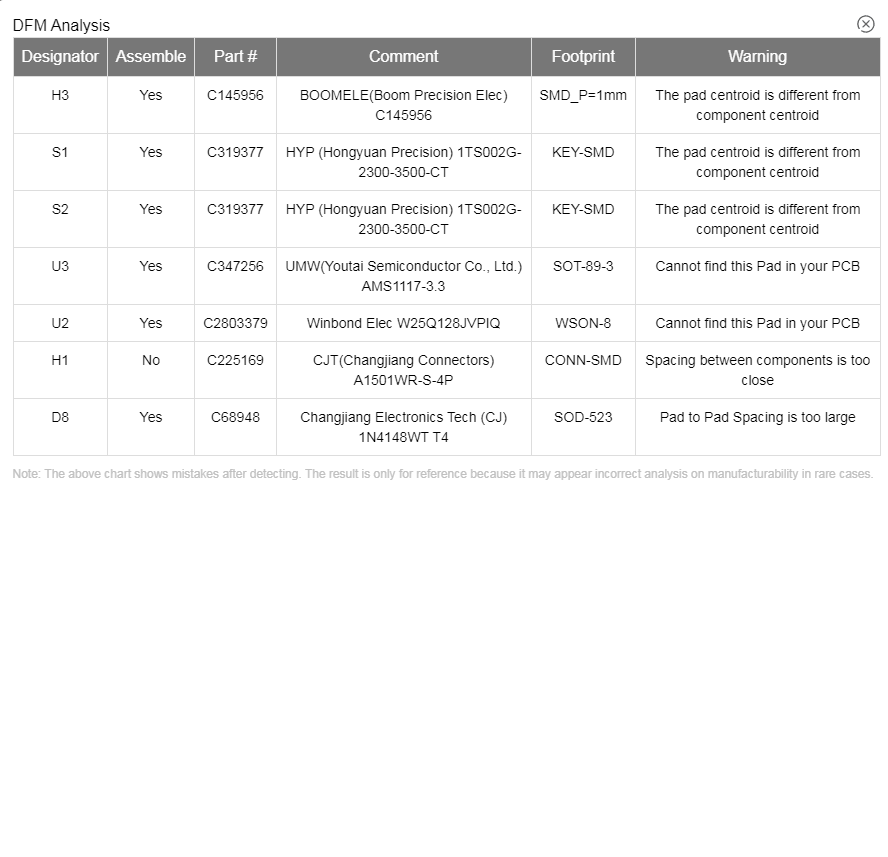 DFM Analysis
Designator Assemble Part # Comment Footprint Warning
H3 Yes C145956 BOOMELE(Boom Precision Elec) SMD_P=1mm The pad centroid is different from
C145956 component centroid
S1 Yes C319377 HYP (Hongyuan Precision) 1TS002G- KEY-SMD The pad centroid is different from
2300-3500-CT component centroid
S2 Yes C319377 HYP (Hongyuan Precision) 1TS002G- KEY-SMD The pad centroid is different from
2300-3500-CT component centroid
U3 Yes C347256 UMW(Youtai Semiconductor Co., Ltd.) SOT-89-3 Cannot find this Pad in your PCB
AMS1117-3.3
U2 Yes C2803379 Winbond Elec W25Q128JVPIQ WSON-8 Cannot find this Pad in your PCB
H1 No C225169 CJT(Changjiang Connectors) CONN-SMD Spacing between components is too
A1501WR-S-4P close
D8 Yes C68948 Changjiang Electronics Tech (CJ) SOD-523 Pad to Pad Spacing is too large
1N4148WT T4
Note: The above chart shows mistakes after detecting. The result is only for reference because it may appear incorrect analysis on manufacturability in rare cases.